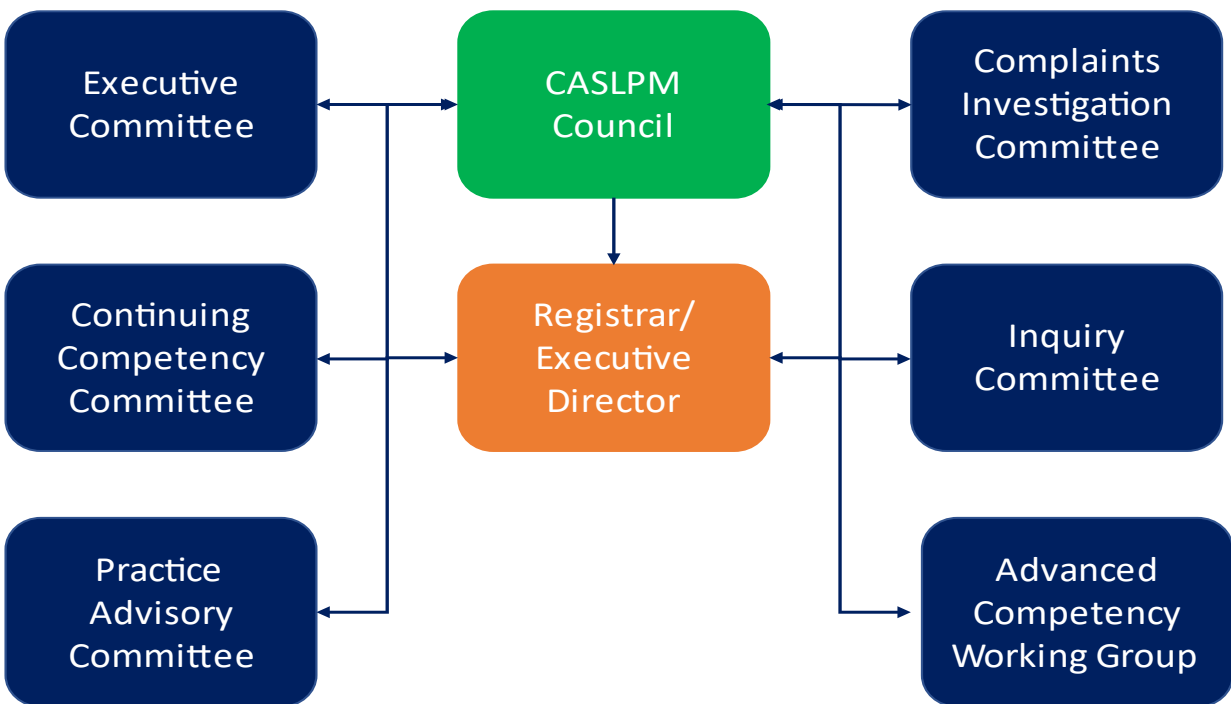 Executive
Committee
CASLPM
Council
Complaints
Investigation
Committee
Continuing
Competency
Committee
Registrar/
Executive
Director
Inquiry
Committee
Practice
Advisory
Committee
Advanced
Competency
Working Group